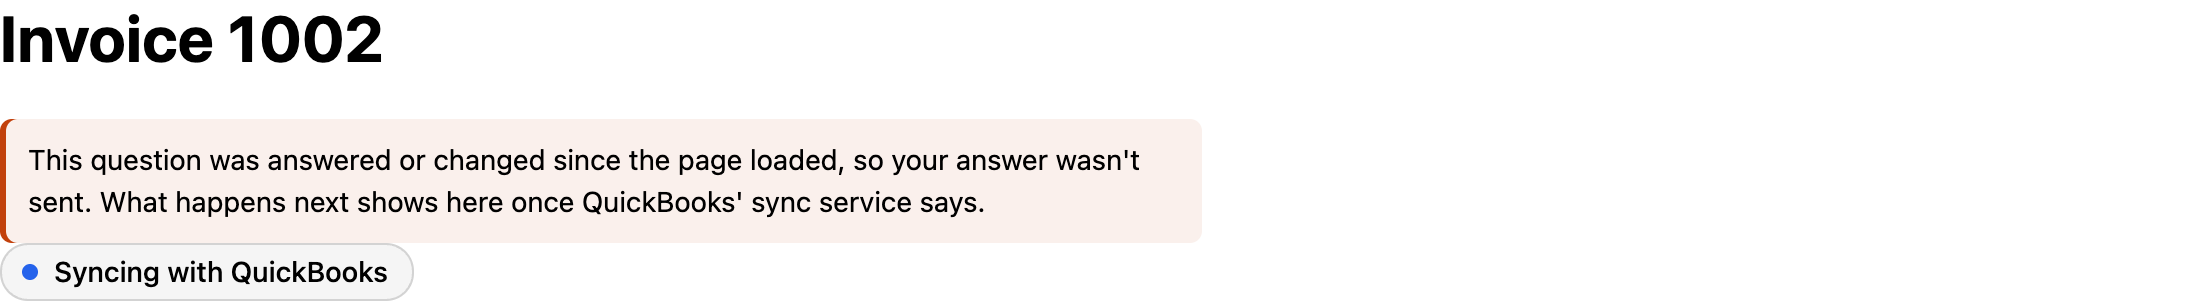 Invoice 1002
This question was answered or changed since the page loaded, so your answer wasn't
sent. What happens next shows here once QuickBooks' sync service says.
Syncing with QuickBooks